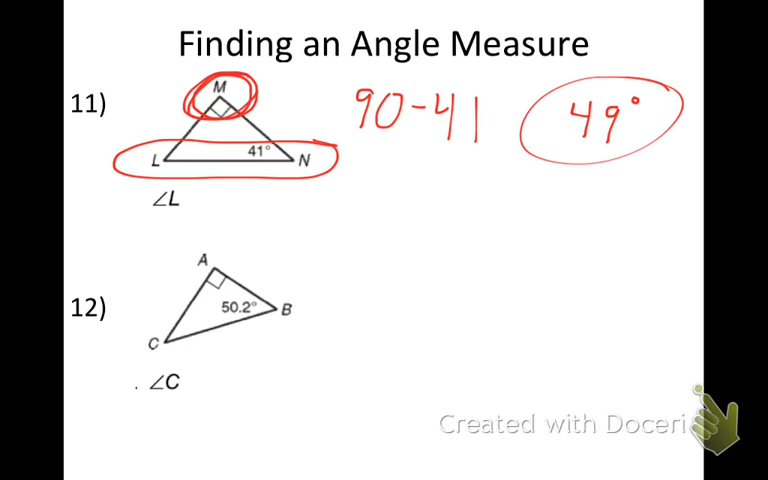 Finding an Angle Measure
11)
M
L
41°
N
90-41
49°
∠L
12)
A
50.2°
B
C
. ∠C
Created with Doceri